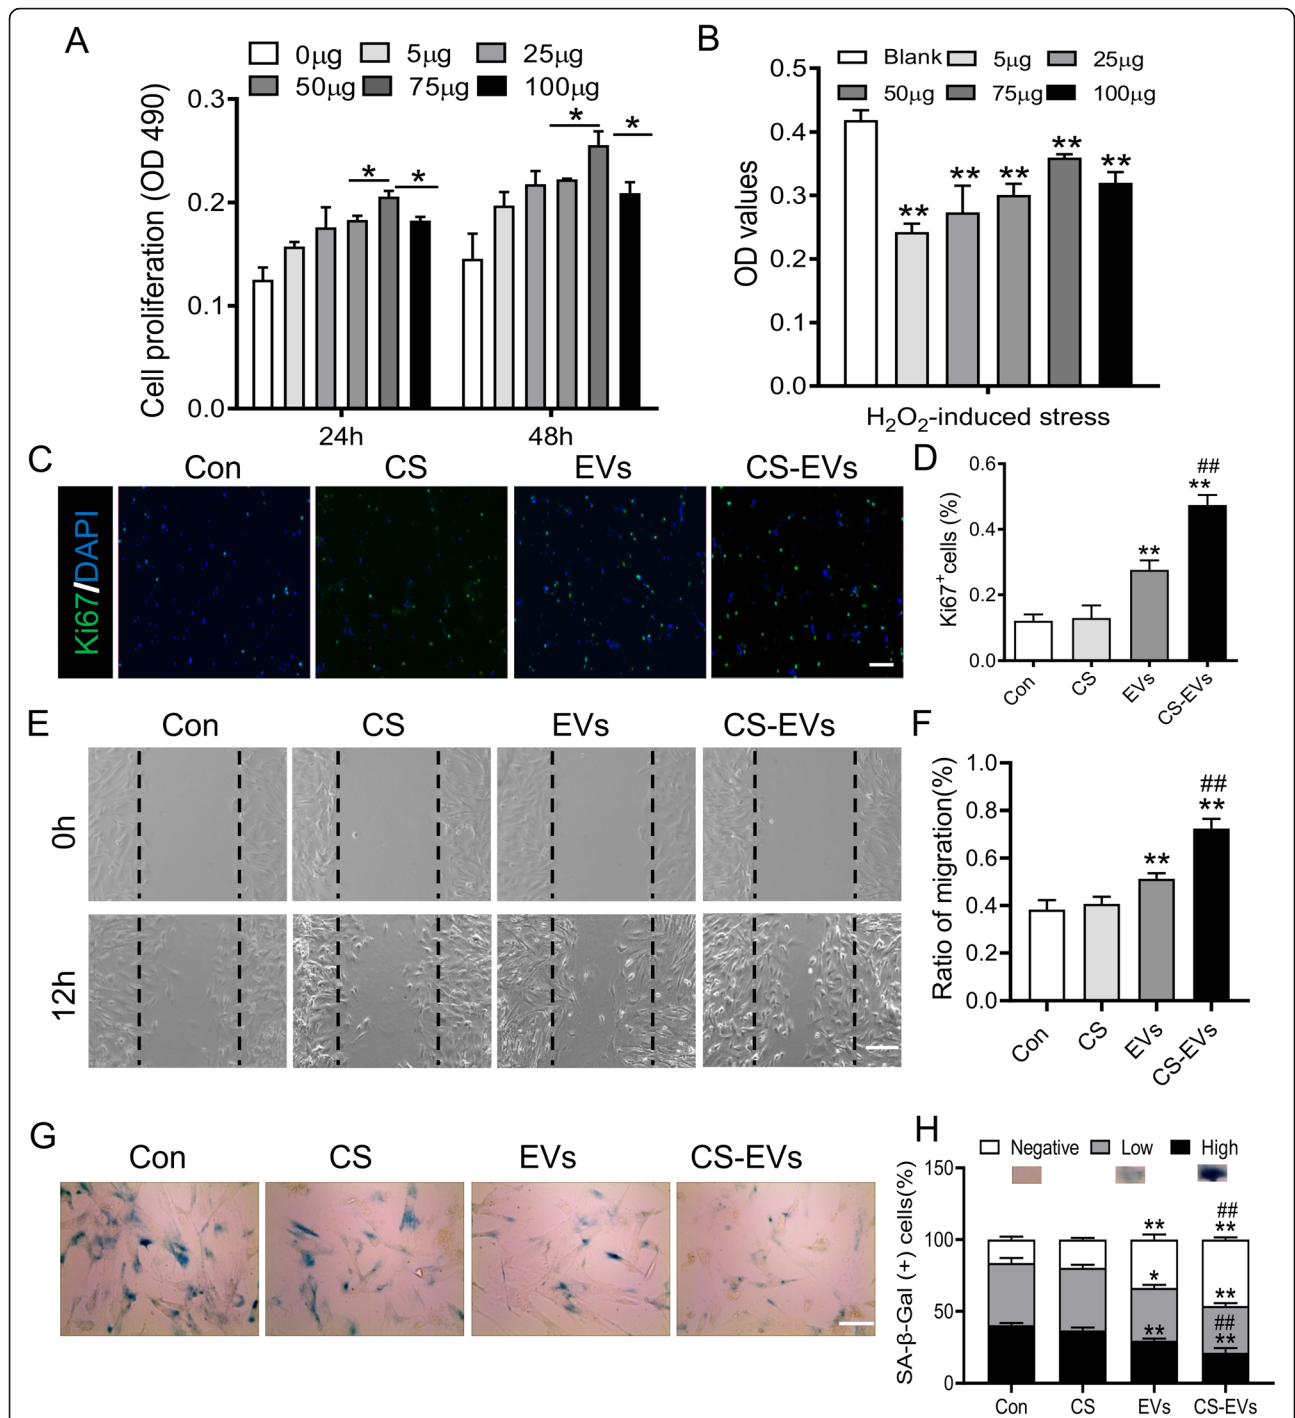 A
0μg 5μg 25μg
50μg 75μg 100μg
Cell proliferation (OD 490)
0.3
0.2
0.1
0.0
* * * *
24h 48h
B
Blank 5μg 25μg
50μg 75μg 100μg
OD values
0.5
0.4
0.3
0.2
0.1
0.0
** ** ** ** **
H2O2-induced stress
C
Con CS EVs CS-EVs
Ki67/DAPI
D
Ki67+cells (%)
0.6
0.4
0.2
0.0
##
** **
Con CS EVs CS-EVs
E
Con CS EVs CS-EVs
0h
12h
F
Ratio of migration(%)
1.0
0.8
0.6
0.4
0.2
0.0
##
** **
Con CS EVs CS-EVs
G
Con CS EVs CS-EVs
H
Negative Low High
SA-β-Gal (+) cells(%)
150
100
50
0
##
** **
* **
##
** **
Con CS EVs CS-EVs